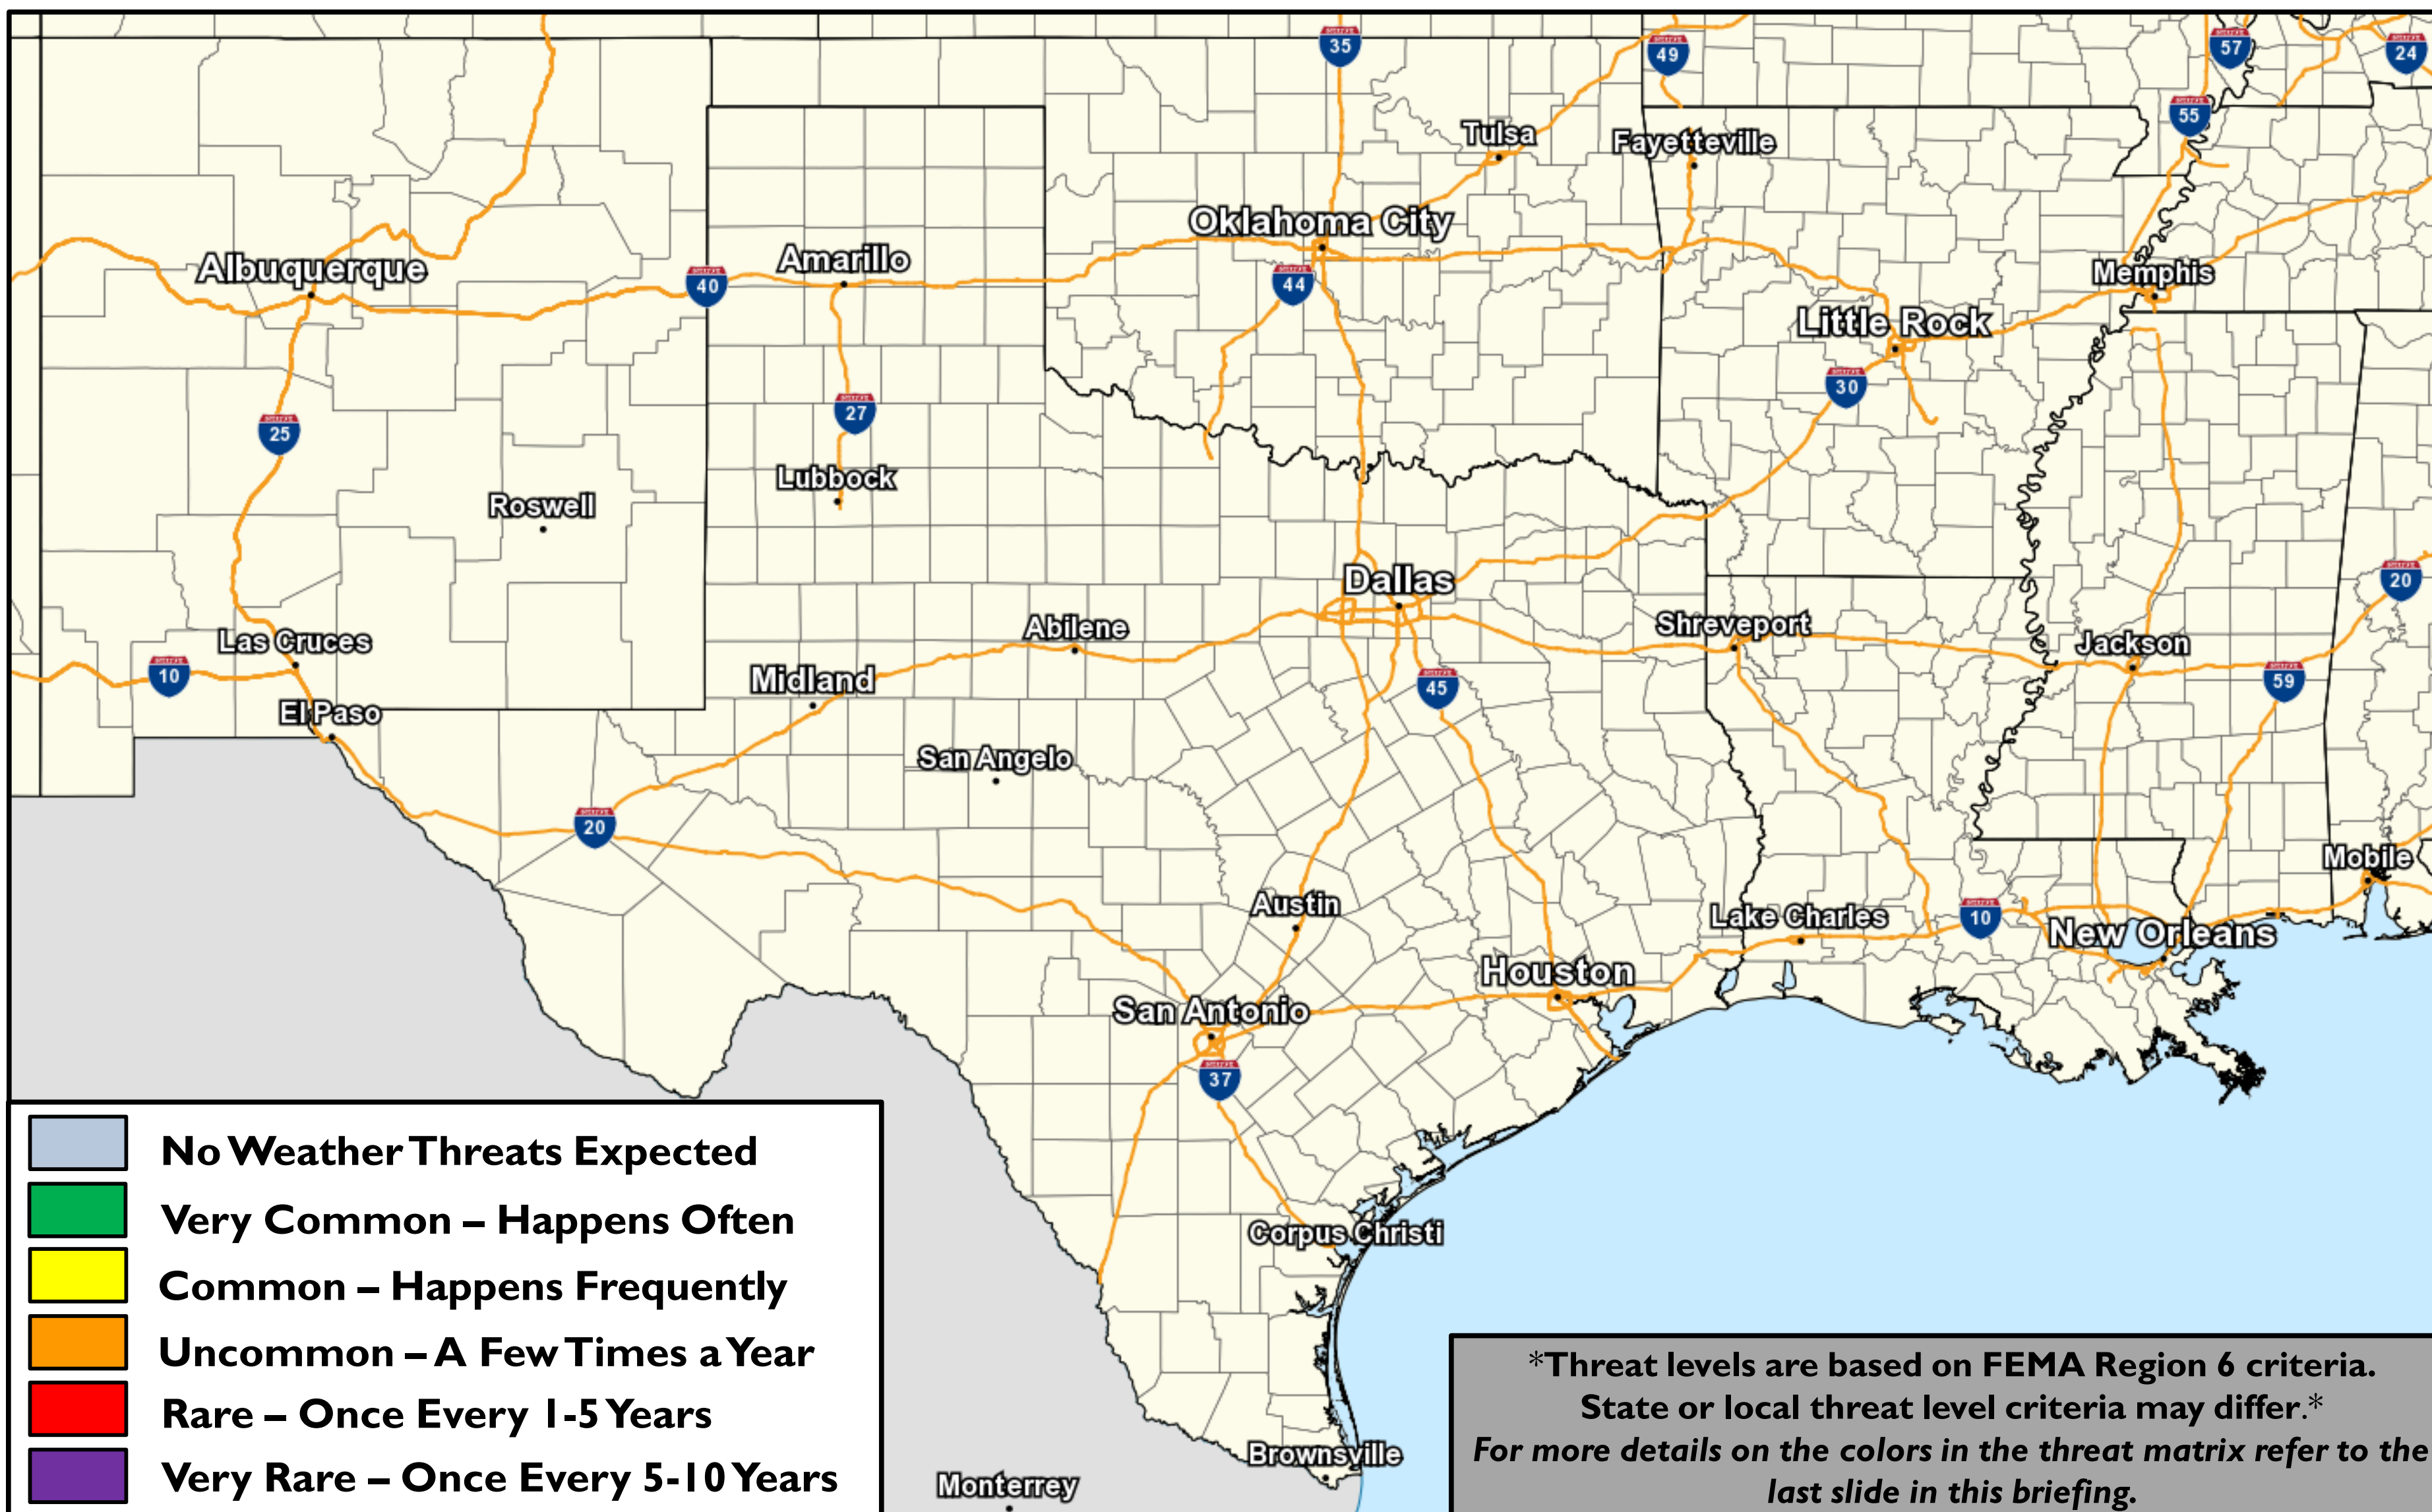 35
49
57
24
55
Tulsa
Fayetteville
Oklahoma City
Albuquerque
Amarillo
40
44
Memphis
Little Rock
30
27
25
Lubbock
Roswell
Dallas
20
Las Cruces
Abilene
Shreveport
Jackson
10
Midland
45
59
El Paso
San Angelo
20
Mobile
Austin
Lake Charles
10
New Orleans
Houston
San Antonio
37
Corpus Christi
Brownsville
Monterrey
No Weather Threats Expected
Very Common – Happens Often
Common – Happens Frequently
Uncommon – A Few Times a Year
Rare – Once Every 1-5 Years
Very Rare – Once Every 5-10 Years
*Threat levels are based on FEMA Region 6 criteria.
State or local threat level criteria may differ.*
For more details on the colors in the threat matrix refer to the
last slide in this briefing.